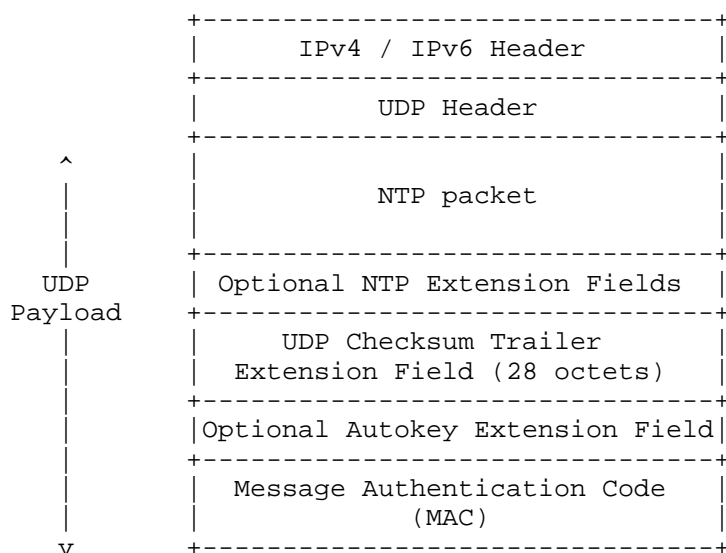 IPv4 / IPv6 Header
UDP Header
NTP packet
Optional NTP Extension Fields
UDP
Payload
UDP Checksum Trailer
Extension Field (28 octets)
Optional Autokey Extension Field
Message Authentication Code
(MAC)